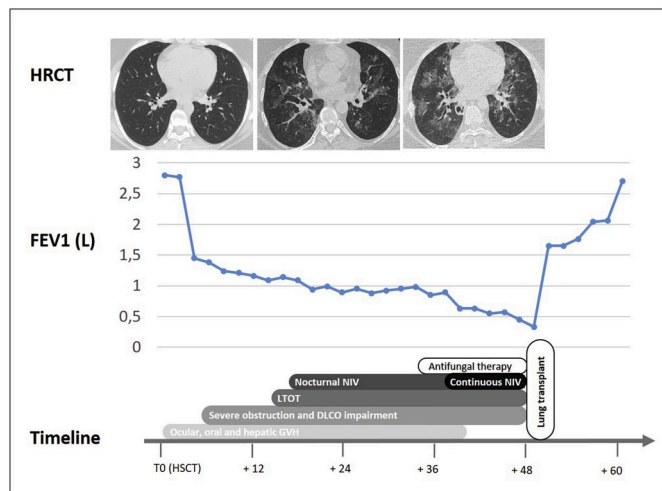 HRCT
3
2,5
2
1,5
1
0,5
0
FEV1 (L)
Antifungal therapy
Nocturnal NIV
Continuous NIV
LTOT
Severe obstruction and DLCO impairment
Ocular, oral and hepatic GVH
Lung transplant
Timeline
T0 (HSCT)
+ 12
+ 24
+ 36
+ 48
+ 60